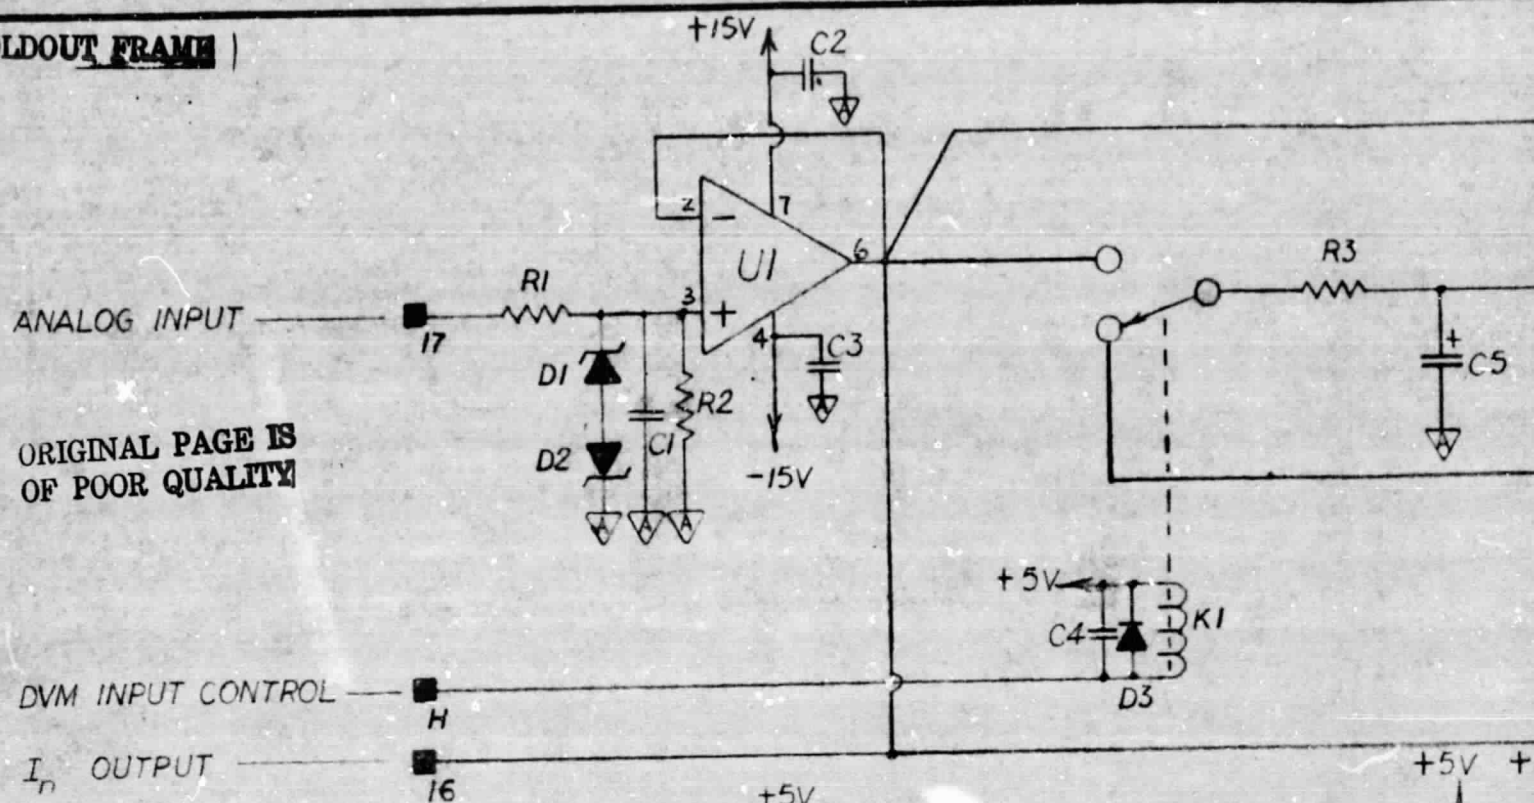 LDOUT FRAME
+15V
C2
A
2
-
7
U1
6
R3
R1
3
+
ANALOG INPUT
17
4
C3
A
D1
R2
+
C5
C1
D2
A
-15V
ORIGINAL PAGE IS
OF POOR QUALITY
A A A
+5V
C4
K1
DVM INPUT CONTROL
H
D3
In OUTPUT
16
+5V
+5V +